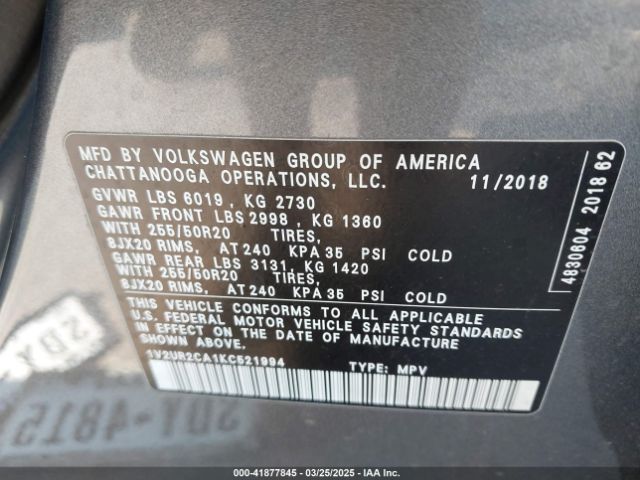 MFD BY VOLKSWAGEN GROUP OF AMERICA
CHATTANOOGA OPERATIONS, LLC. 11/2018
GVWR LBS 6019 , KG 2730
GAWR FRONT LBS 2998 , KG 1360
WITH 255/50R20 TIRES,
8JX20 RIMS, AT 240 KPA 35 PSI COLD
GAWR REAR LBS 3131, KG 1420
WITH 255/50R20 TIRES,
8JX20 RIMS, AT 240 KPA 35 PSI COLD
THIS VEHICLE CONFORMS TO ALL APPLICABLE
U.S. FEDERAL MOTOR VEHICLE SAFETY STANDARDS
IN EFFECT ON THE DATE OF MANUFACTURE
SHOWN ABOVE.
1V2UR2CA1KC521994 TYPE: MPV
4830604 2018 62
000-41877845 / 03/25/2025 / IAA Inc.